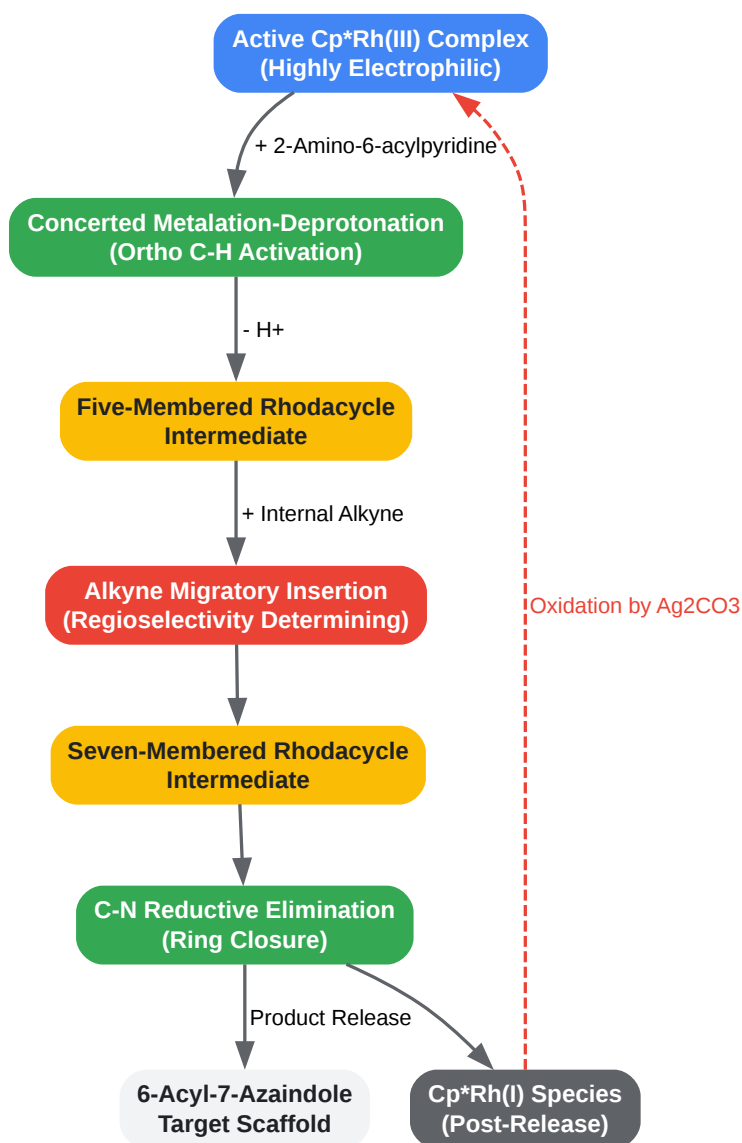 Active Cp*Rh(III) Complex
(Highly Electrophilic)
+ 2-Amino-6-acylpyridine
Concerted Metalation-Deprotonation
(Ortho C-H Activation)
- H+
Five-Membered Rhodacycle
Intermediate
+ Internal Alkyne
Alkyne Migratory Insertion
(Regioselectivity Determining)
Oxidation by Ag2CO3
Seven-Membered Rhodacycle
Intermediate
C-N Reductive Elimination
(Ring Closure)
Product Release
6-Acyl-7-Azaindole
Target Scaffold
Cp*Rh(I) Species
(Post-Release)